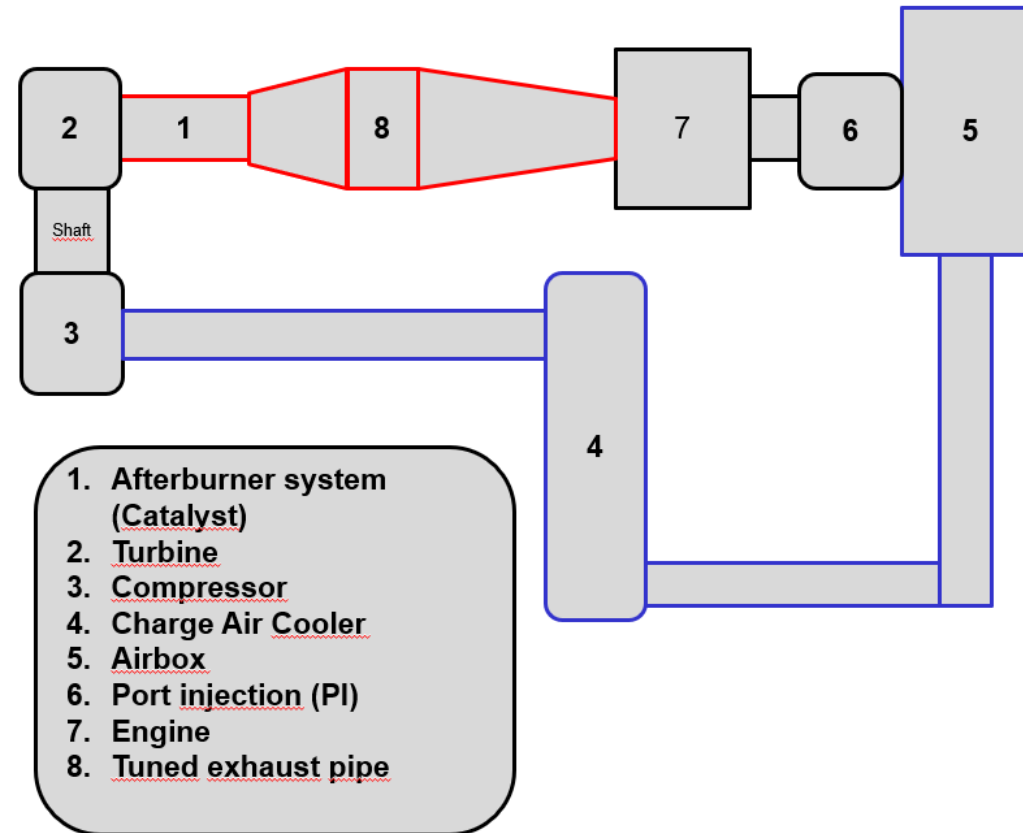 2
1
8
7
6
5
Shaft
3
4
1. Afterburner system
(Catalyst)
2. Turbine
3. Compressor
4. Charge Air Cooler
5. Airbox
6. Port injection (PI)
7. Engine
8. Tuned exhaust pipe